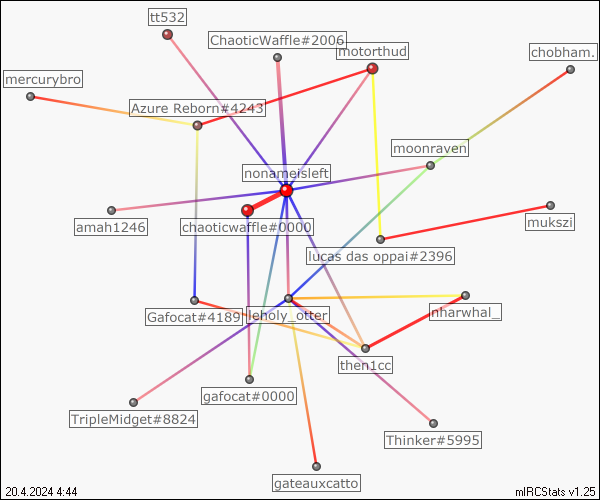 tt532
ChaoticWaffle#2006
motorthud
chobham.
mercurybro
Azure Reborn#4243
moonraven
nonameisleft
amah1246
chaoticwaffle#0000
mukszi
lucas das oppai#2396
Gafocat#4189
leholy_otter
nharwhal_
then1cc
gafocat#0000
TripleMidget#8824
Thinker#5995
gateauxcatto
20.4.2024 4:44
mIRCStats v1.25